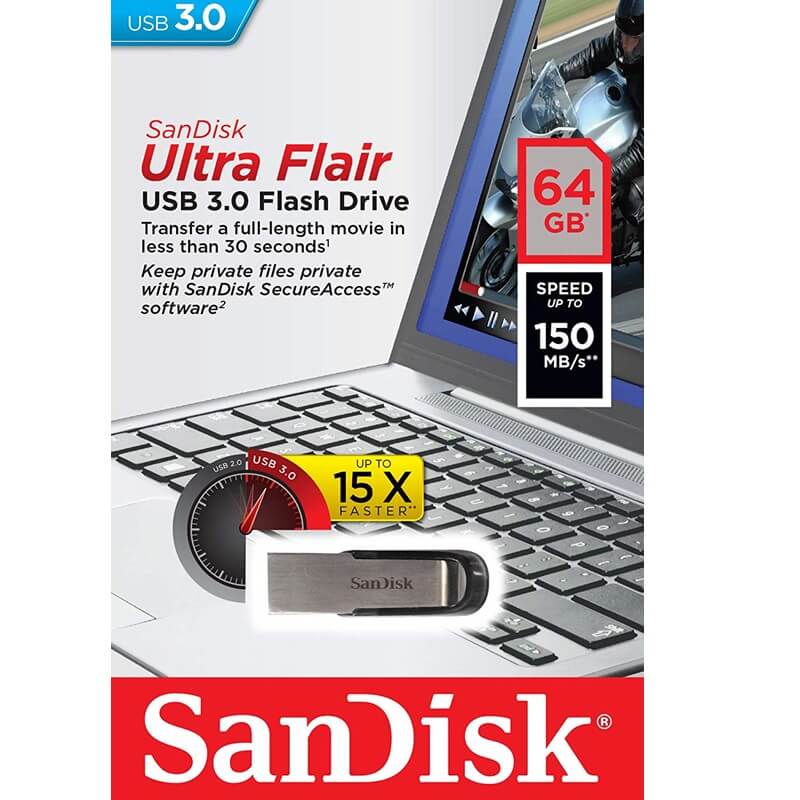 USB 3.0
SanDisk
Ultra Flair
USB 3.0 Flash Drive
Transfer a full-length movie in
less than 30 seconds¹
Keep private files private
with SanDisk SecureAccess™
software²
64
GB*
SPEED
UP TO
150
MB/s**
USB 2.0
USB 3.0
UP TO
15 X
FASTER**
SanDisk
SanDisk®